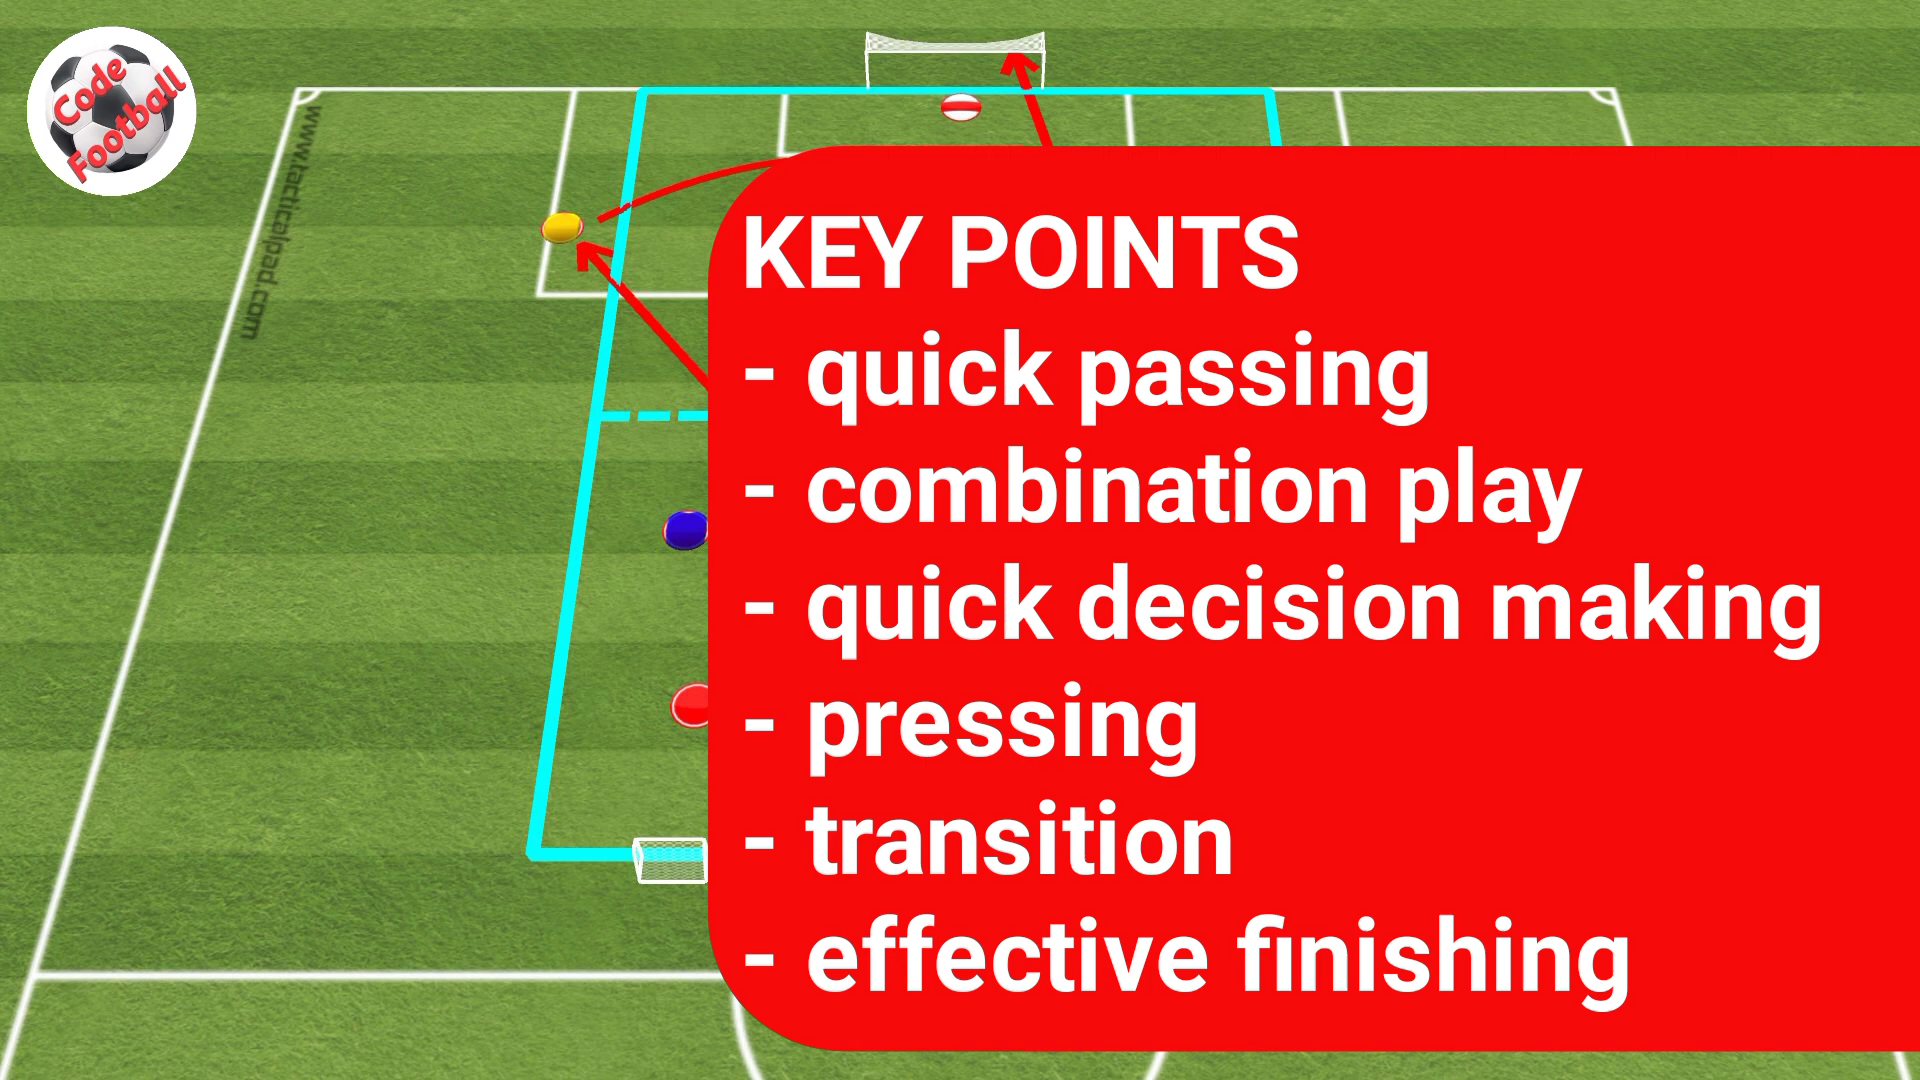 Code
Football
www.tacticalpad.com
KEY POINTS
- quick passing
- combination play
- quick decision making
- pressing
- transition
- effective finishing